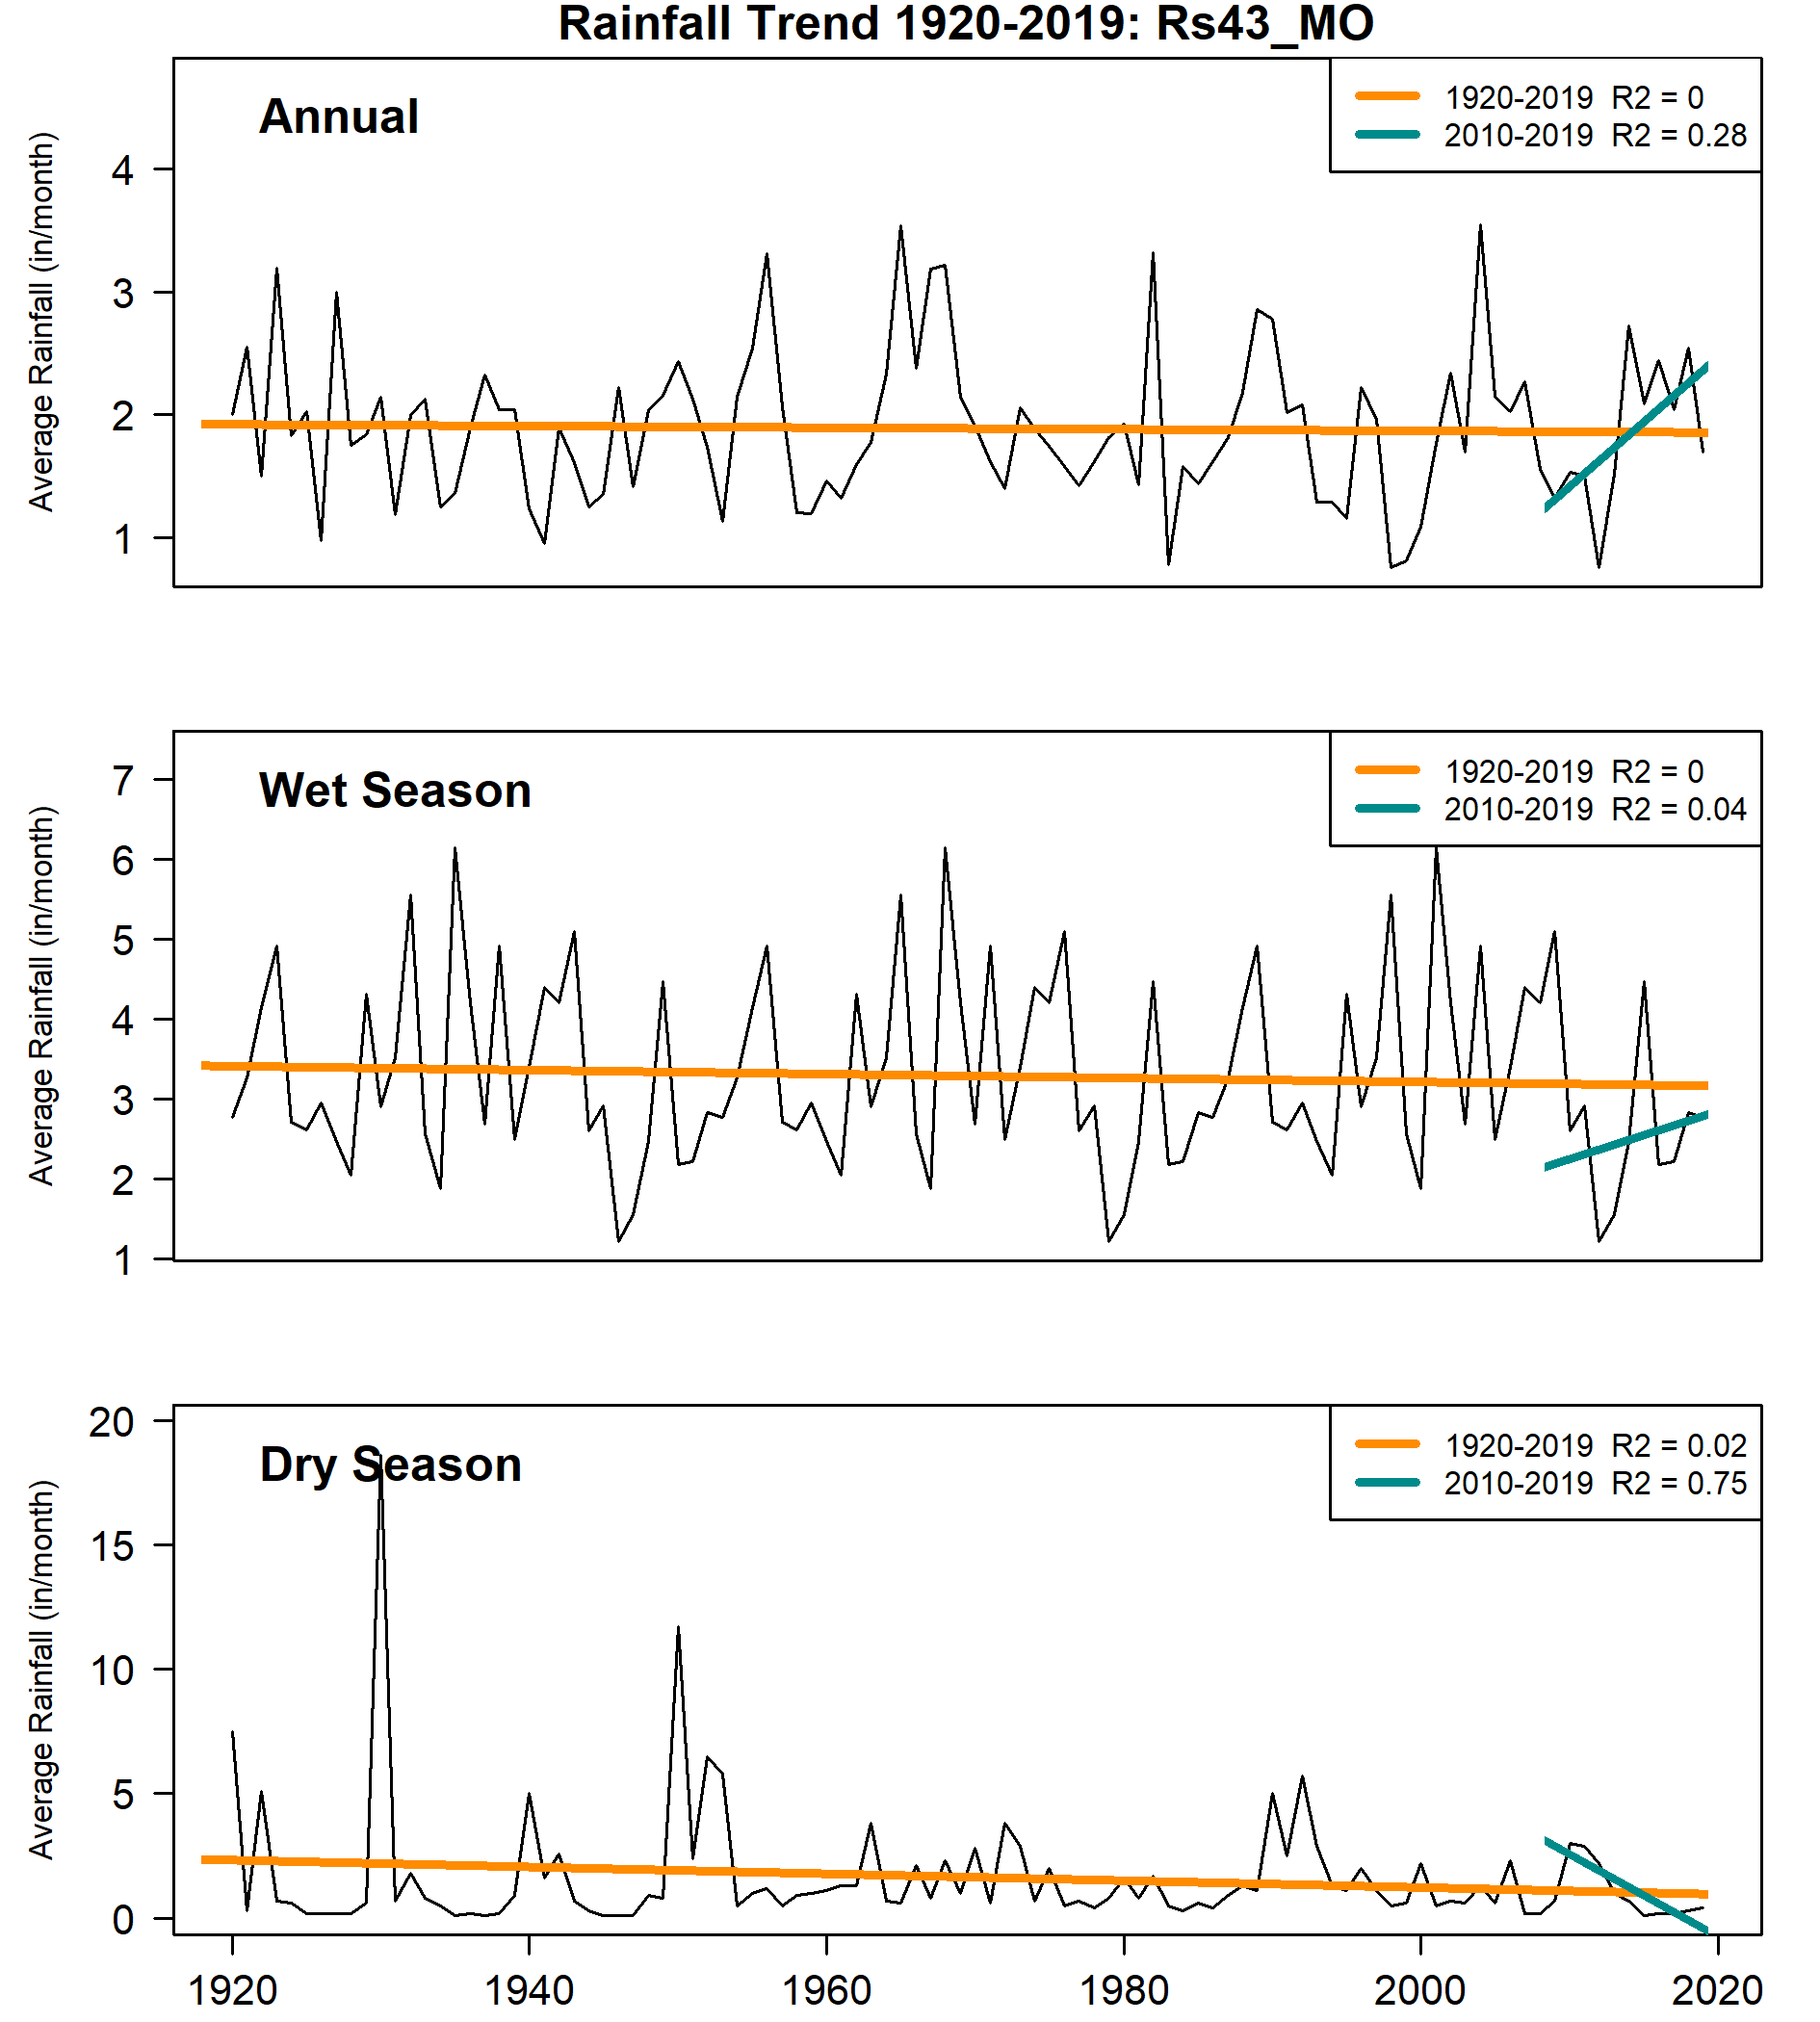 Rainfall Trend 1920-2019: Rs43_MO
Annual
1920-2019 R2 = 0
2010-2019 R2 = 0.28
Average Rainfall (in/month)
4
3
2
1
Wet Season
1920-2019 R2 = 0
2010-2019 R2 = 0.04
Average Rainfall (in/month)
7
6
5
4
3
2
1
Dry Season
1920-2019 R2 = 0.02
2010-2019 R2 = 0.75
Average Rainfall (in/month)
20
15
10
5
0
1920 1940 1960 1980 2000 2020